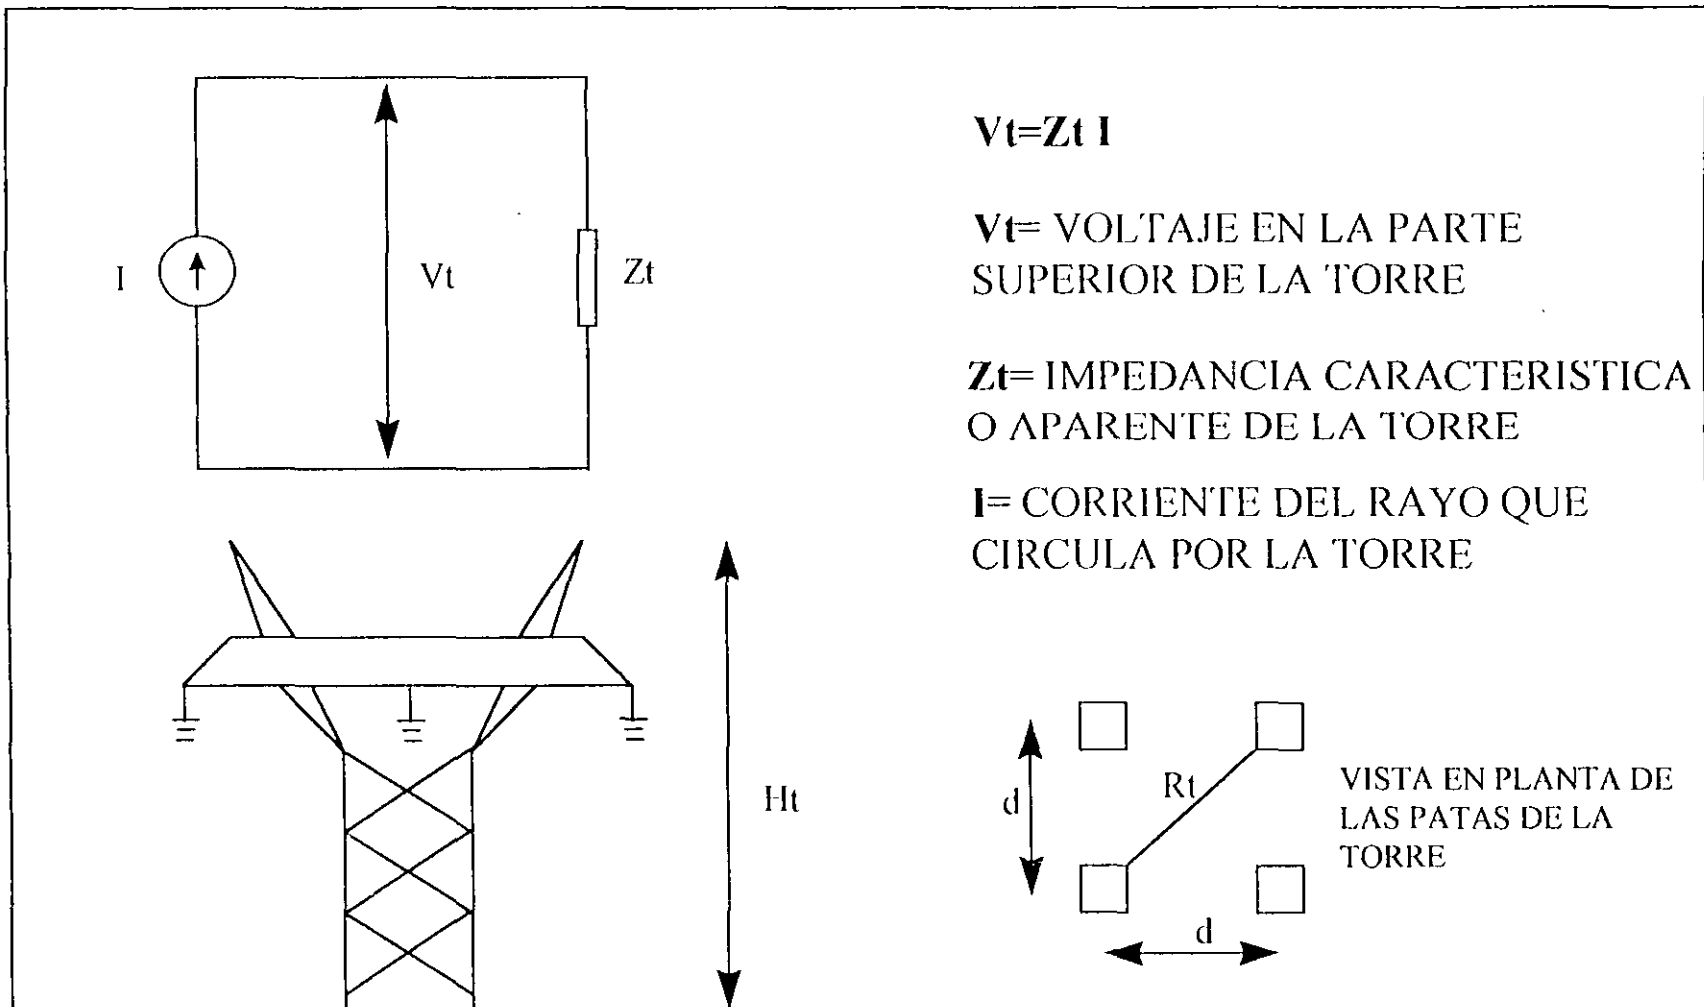 I
Vt
Zt
Vt=Zt I
Vt= VOLTAJE EN LA PARTE
SUPERIOR DE LA TORRE
Zt= IMPEDANCIA CARACTERISTICA
O APARENTE DE LA TORRE
I= CORRIENTE DEL RAYO QUE
CIRCULA POR LA TORRE
Ht
d
Rt
d
VISTA EN PLANTA DE
LAS PATAS DE LA
TORRE